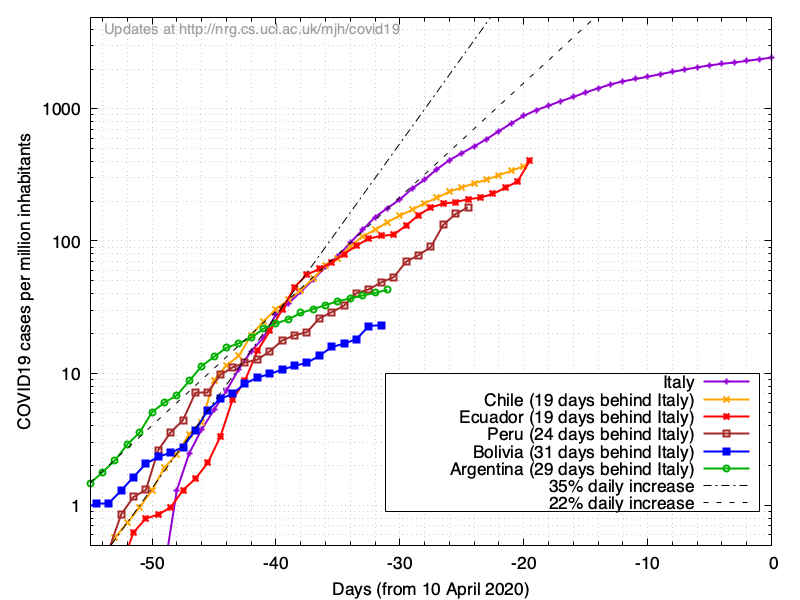 Updates at http://nrg.cs.ucl.ac.uk/mjh/covid19
COVID19 cases per million inhabitants
1000
100
10
1
Italy
Chile (19 days behind Italy)
Ecuador (19 days behind Italy)
Peru (24 days behind Italy)
Bolivia (31 days behind Italy)
Argentina (29 days behind Italy)
35% daily increase
22% daily increase
-50 -40 -30 -20 -10 0
Days (from 10 April 2020)